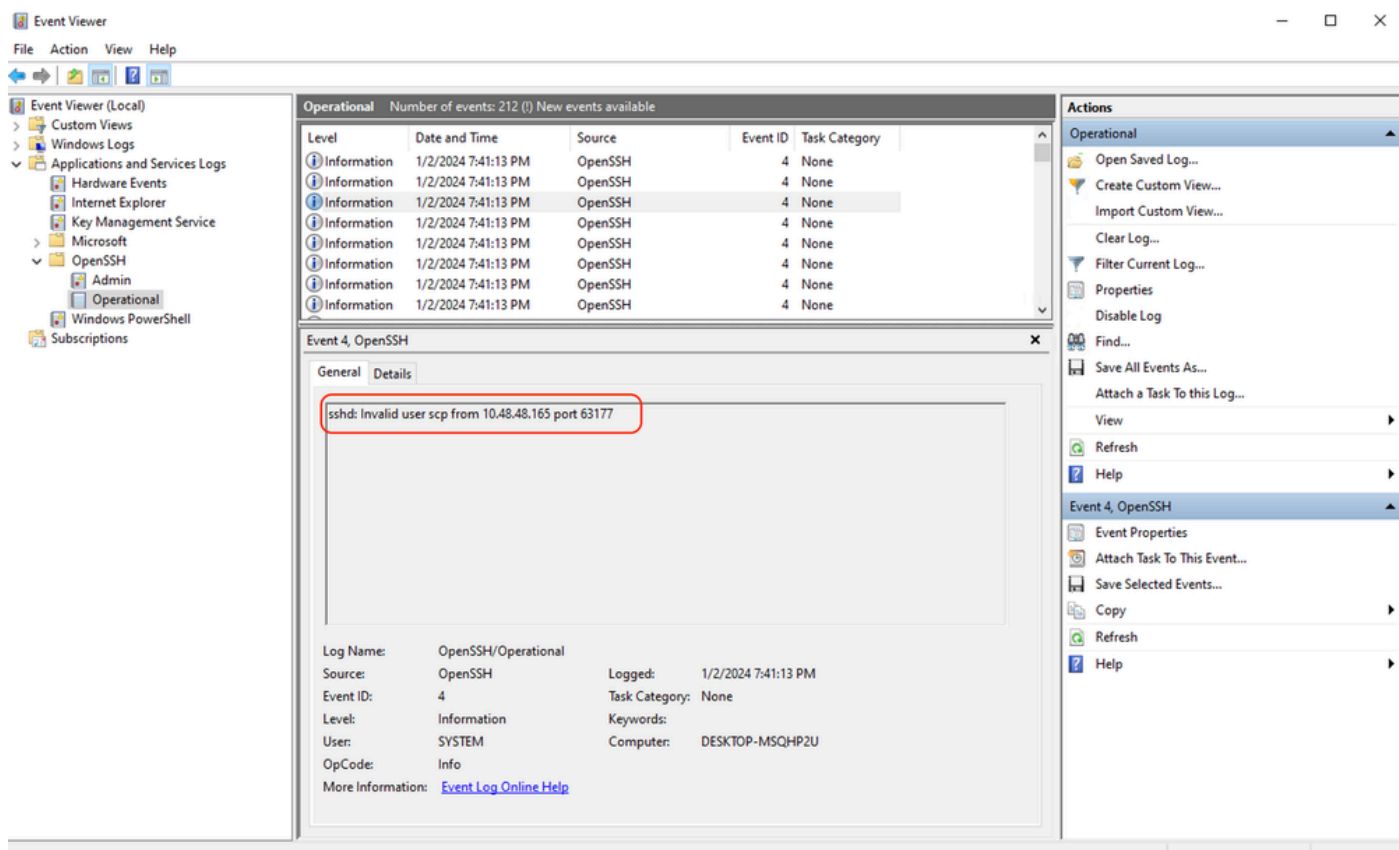 Event Viewer
File Action View Help
Event Viewer (Local)
Custom Views
Windows Logs
Applications and Services Logs
Hardware Events
Internet Explorer
Key Management Service
Microsoft
OpenSSH
Admin
Operational
Windows PowerShell
Subscriptions
Operational Number of events: 212 (!) New events available
Level Date and Time Source Event ID Task Category
Information 1/2/2024 7:41:13 PM OpenSSH 4 None
Information 1/2/2024 7:41:13 PM OpenSSH 4 None
Information 1/2/2024 7:41:13 PM OpenSSH 4 None
Information 1/2/2024 7:41:13 PM OpenSSH 4 None
Information 1/2/2024 7:41:13 PM OpenSSH 4 None
Information 1/2/2024 7:41:13 PM OpenSSH 4 None
Information 1/2/2024 7:41:13 PM OpenSSH 4 None
Information 1/2/2024 7:41:13 PM OpenSSH 4 None
Event 4, OpenSSH
General Details
sshd: Invalid user scp from 10.48.48.165 port 63177
Log Name: OpenSSH/Operational
Source: OpenSSH Logged: 1/2/2024 7:41:13 PM
Event ID: 4 Task Category: None
Level: Information Keywords:
User: SYSTEM Computer: DESKTOP-MSQHP2U
OpCode: Info
More Information: Event Log Online Help
Actions
Operational
Open Saved Log...
Create Custom View...
Import Custom View...
Clear Log...
Filter Current Log...
Properties
Disable Log
Find...
Save All Events As...
Attach a Task To this Log...
View
Refresh
Help
Event 4, OpenSSH
Event Properties
Attach Task To This Event...
Save Selected Events...
Copy
Refresh
Help